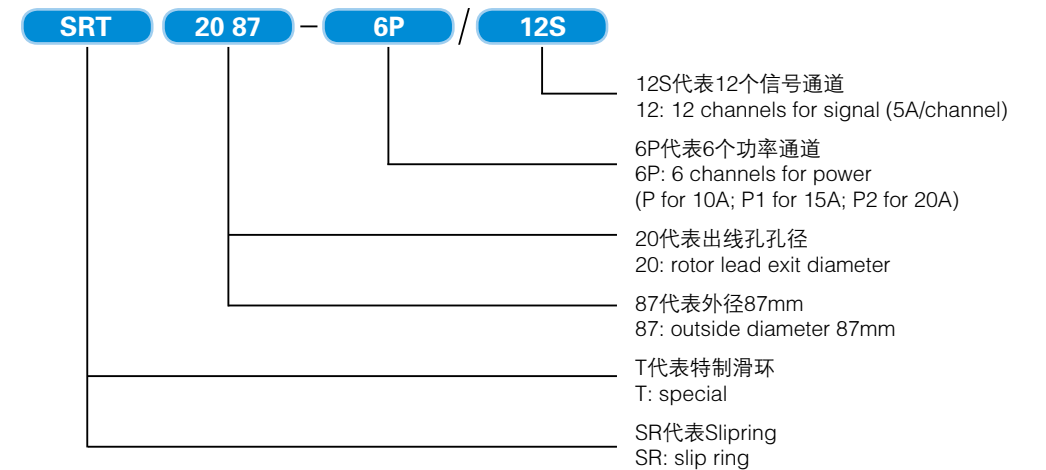 SRT 20 87 – 6P / 12S
12S代表12个信号通道
12: 12 channels for signal (5A/channel)
6P代表6个功率通道
6P: 6 channels for power
(P for 10A; P1 for 15A; P2 for 20A)
20代表出线孔孔径
20: rotor lead exit diameter
87代表外径87mm
87: outside diameter 87mm
T代表特制滑环
T: special
SR代表Slipring
SR: slip ring